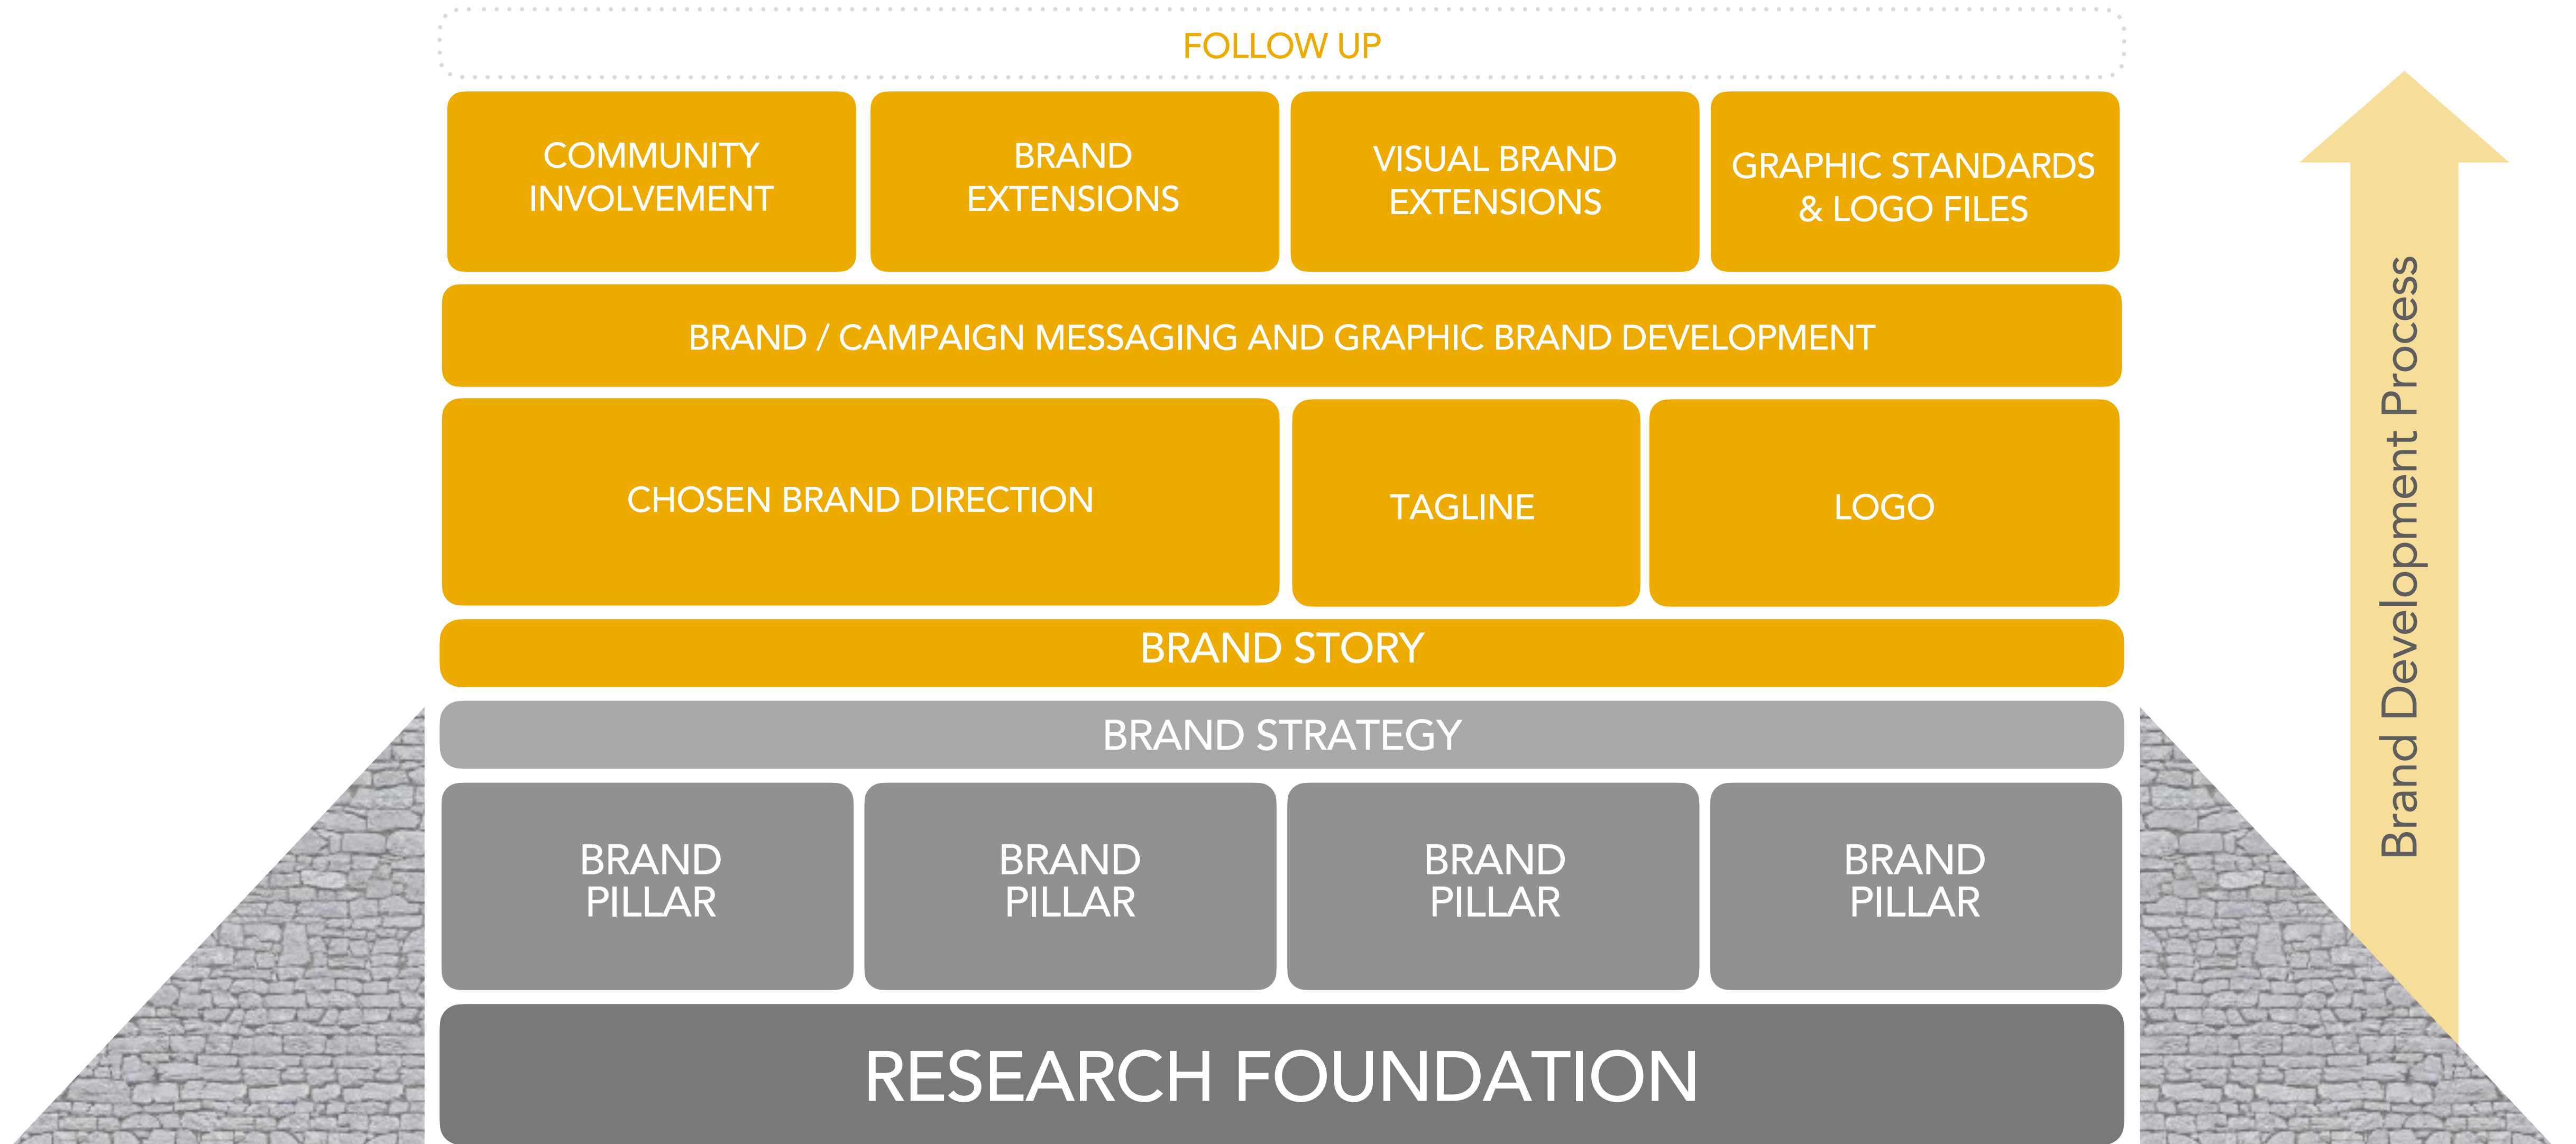 FOLLOW UP
COMMUNITY
INVOLVEMENT
BRAND
EXTENSIONS
VISUAL BRAND
EXTENSIONS
GRAPHIC STANDARDS
& LOGO FILES
BRAND / CAMPAIGN MESSAGING AND GRAPHIC BRAND DEVELOPMENT
CHOSEN BRAND DIRECTION
TAGLINE
LOGO
BRAND STORY
BRAND STRATEGY
BRAND
PILLAR
BRAND
PILLAR
BRAND
PILLAR
BRAND
PILLAR
RESEARCH FOUNDATION
Brand Development Process